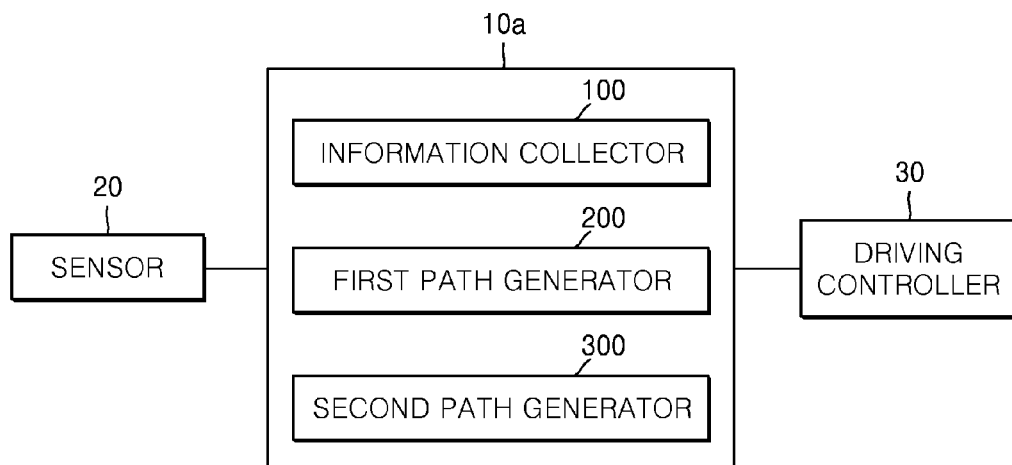 10a
100
INFORMATION COLLECTOR
20
SENSOR
200
FIRST PATH GENERATOR
30
DRIVING
CONTROLLER
300
SECOND PATH GENERATOR